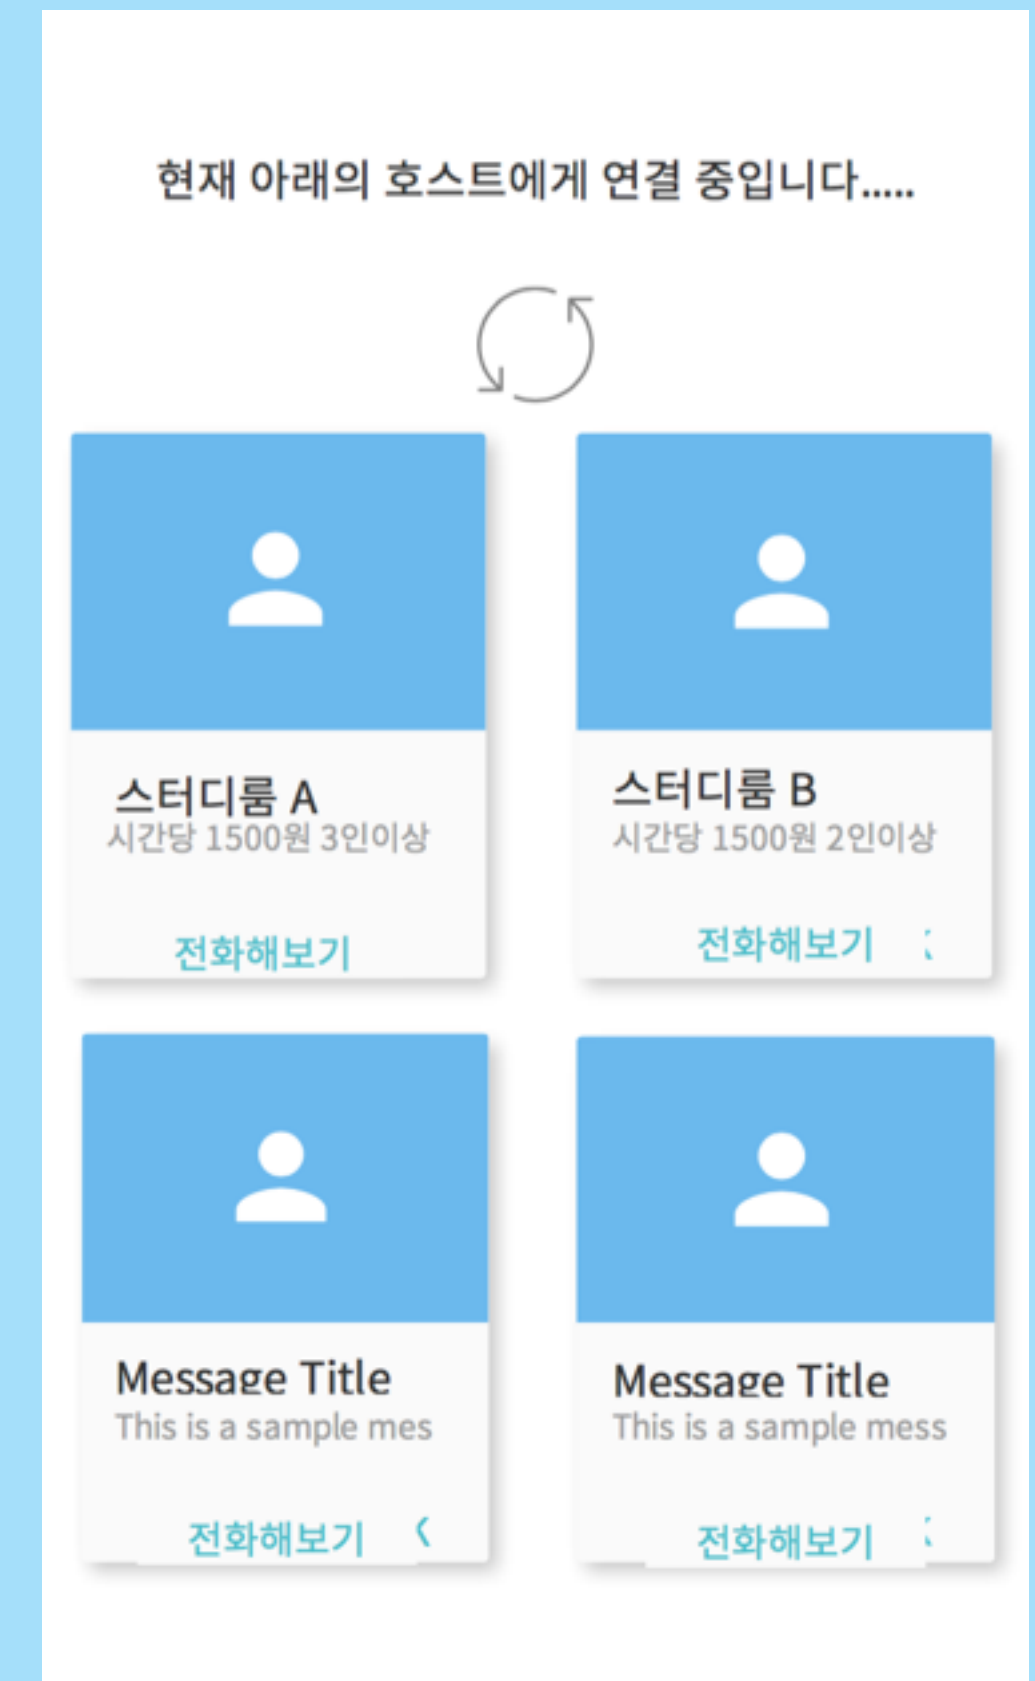 현재 아래의 호스트에게 연결 중입니다.....
스터디룸 A
시간당 1500원 3인이상
전화해보기
스터디룸 B
시간당 1500원 2인이상
전화해보기
Message Title
This is a sample mes
전화해보기
Message Title
This is a sample mess
전화해보기